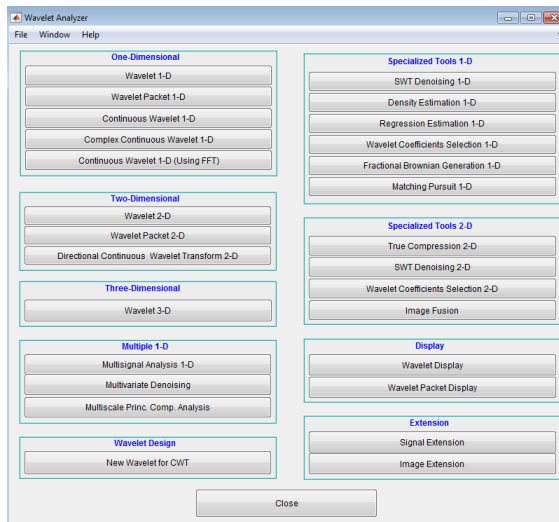 Wavelet Analyzer
File Window Help
One-Dimensional
Wavelet 1-D
Wavelet Packet 1-D
Continuous Wavelet 1-D
Complex Continuous Wavelet 1-D
Continuous Wavelet 1-D (Using FFT)
Two-Dimensional
Wavelet 2-D
Wavelet Packet 2-D
Directional Continuous Wavelet Transform 2-D
Three-Dimensional
Wavelet 3-D
Multiple 1-D
Multisignal Analysis 1-D
Multivariate Denoising
Multiscale Princ. Comp. Analysis
Wavelet Design
New Wavelet for CWT
Specialized Tools 1-D
SWT Denoising 1-D
Density Estimation 1-D
Regression Estimation 1-D
Wavelet Coefficients Selection 1-D
Fractional Brownian Generation 1-D
Matching Pursuit 1-D
Specialized Tools 2-D
True Compression 2-D
SWT Denoising 2-D
Wavelet Coefficients Selection 2-D
Image Fusion
Display
Wavelet Display
Wavelet Packet Display
Extension
Signal Extension
Image Extension
Close